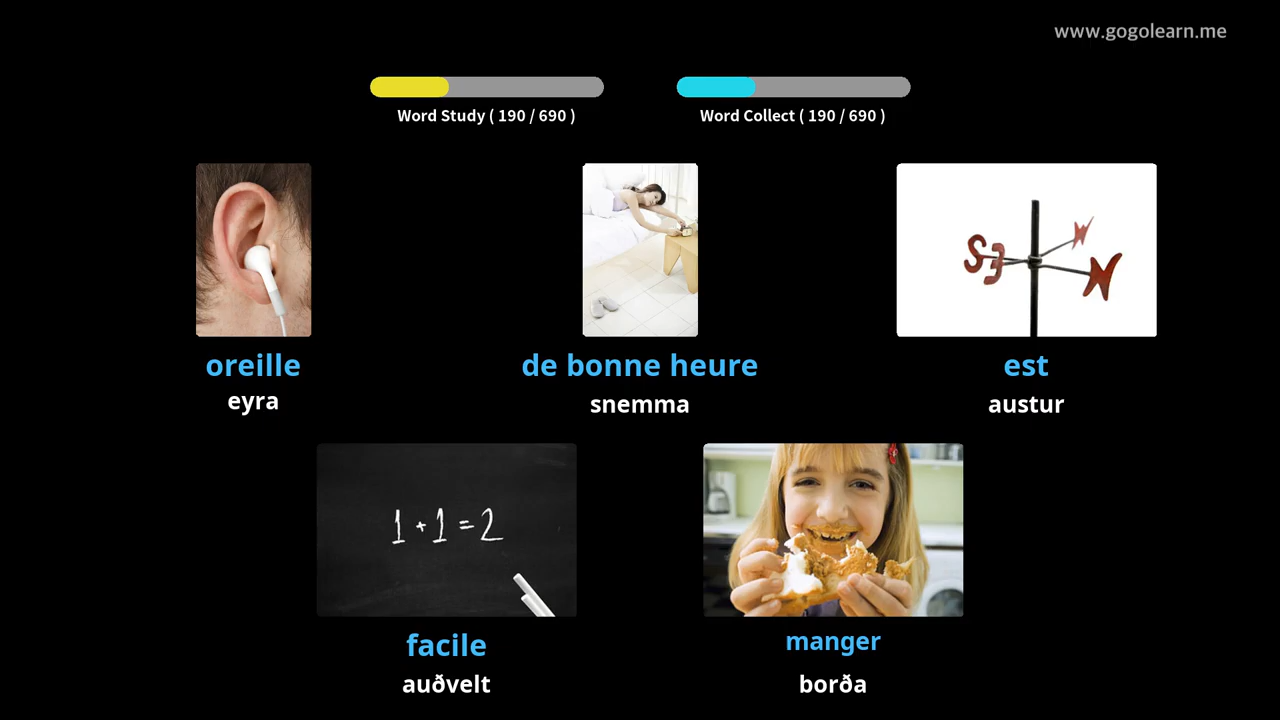 www.gogolearn.me
Word Study ( 190 / 690 )
Word Collect ( 190 / 690 )
S
E
N
W
oreille
de bonne heure
est
eyra
snemma
austur
1 + 1 = 2
facile
manger
auðvelt
borða